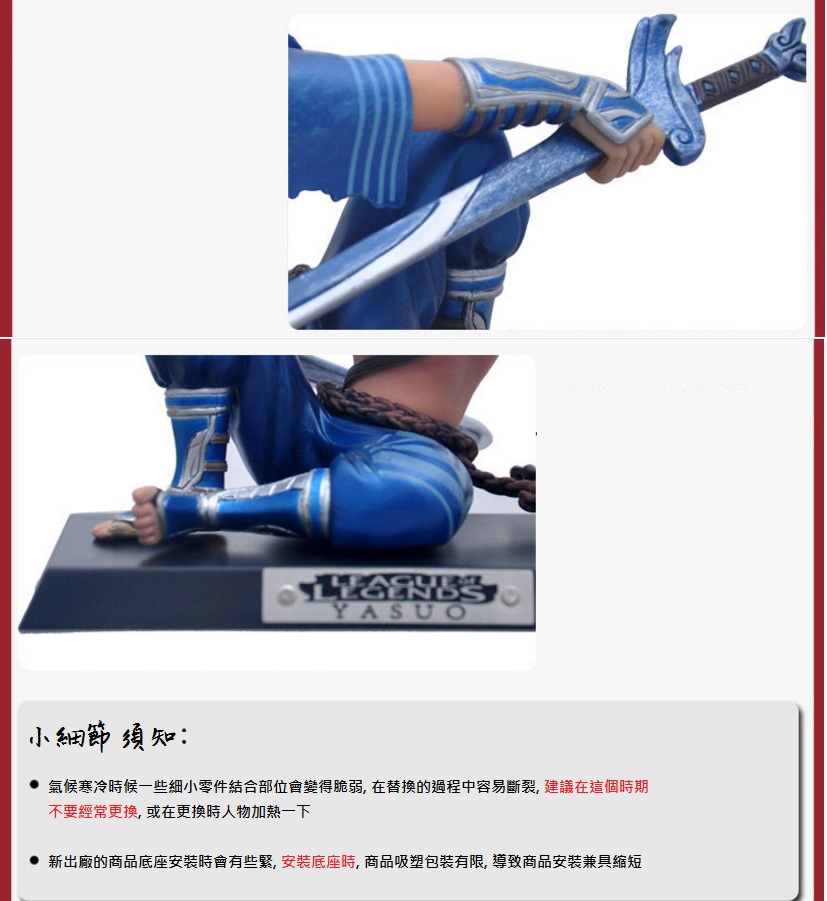 LEAGUE of
LEGENDS
YASUO
小細節 須知:
● 氣候寒冷時候一些細小零件結合部位會變得脆弱, 在替換的過程中容易斷裂, 建議在這個時期
不要經常更換, 或在更換時人物加熱一下
● 新出廠的商品底座安裝時會有些緊, 安裝底座時, 商品吸塑包裝有限, 導致商品安裝兼具縮短